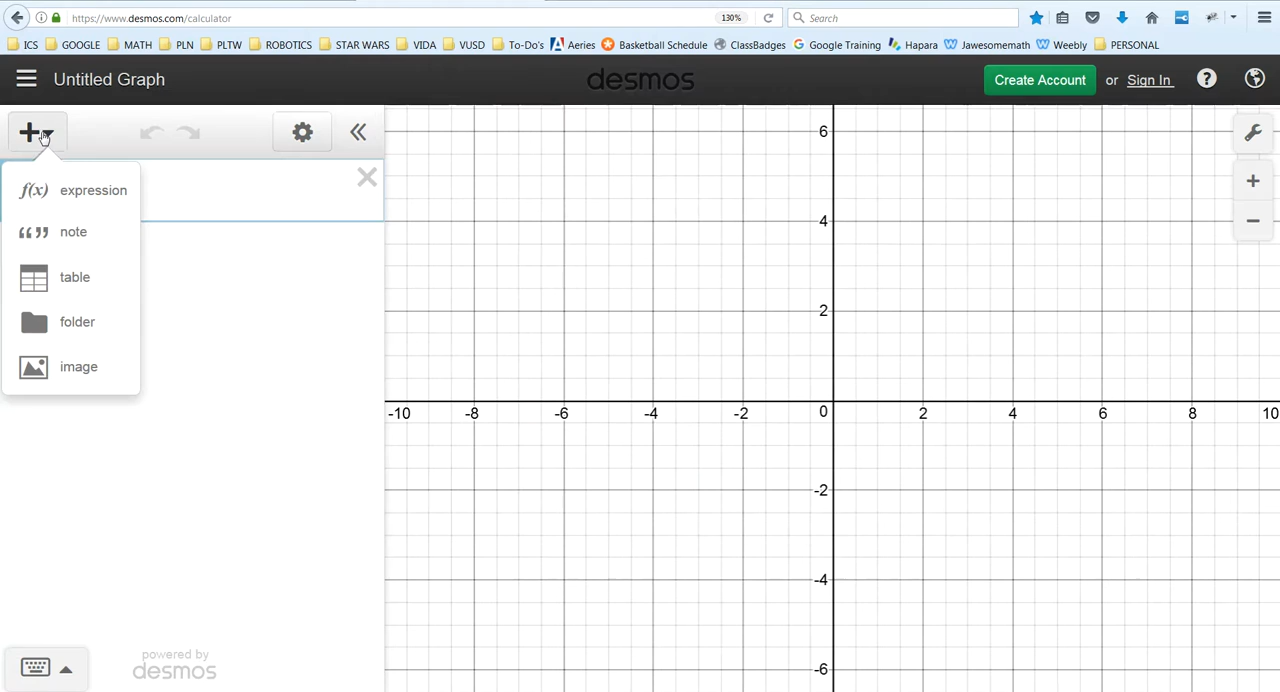 https://www.desmos.com/calculator 130% Search
ICS GOOGLE MATH PLN PLTW ROBOTICS STAR WARS VIDA VUSD To-Do's Aeries Basketball Schedule ClassBadges Google Training Hapara Jawesomemath Weebly PERSONAL
Untitled Graph desmos Create Account or Sign In ?
f(x) expression
note
table
folder
image
powered by
desmos
6
4
2
-10 -8 -6 -4 -2 0 2 4 6 8 10
-2
-4
-6